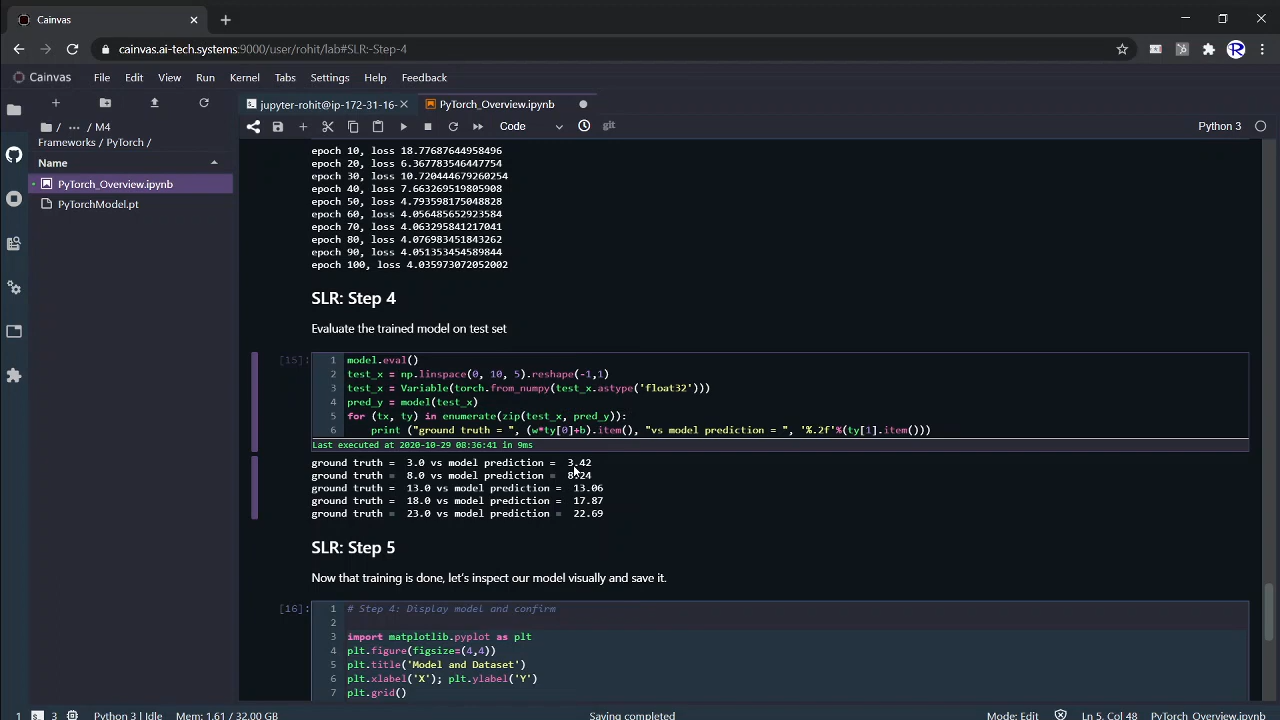 Cainvas
cainvas.ai-tech.systems:9000/user/rohit/lab#SLR:-Step-4
Cainvas File Edit View Run Kernel Tabs Settings Help Feedback
jupyter-rohit@ip-172-31-16-
PyTorch_Overview.ipynb
Code
git
Python 3
/ ... / M4
Frameworks / PyTorch /
Name
PyTorch_Overview.ipynb
PyTorchModel.pt
epoch 10, loss 18.77687644958496
epoch 20, loss 6.367783546447754
epoch 30, loss 10.720444679260254
epoch 40, loss 7.663269519805908
epoch 50, loss 4.793598175048828
epoch 60, loss 4.056485652923584
epoch 70, loss 4.063295841217041
epoch 80, loss 4.076983451843262
epoch 90, loss 4.051353454589844
epoch 100, loss 4.035973072052002
SLR: Step 4
Evaluate the trained model on test set
[15]:
1 model.eval()
2 test_x = np.linspace(0, 10, 5).reshape(-1,1)
3 test_x = Variable(torch.from_numpy(test_x.astype('float32')))
4 pred_y = model(test_x)
5 for (tx, ty) in enumerate(zip(test_x, pred_y)):
6 print ("ground truth = ", (w*ty[0]+b).item(), "vs model prediction = ", '%.2f'%(ty[1].item()))
Last executed at 2020-10-29 08:36:41 in 9ms
ground truth = 3.0 vs model prediction = 3.42
ground truth = 8.0 vs model prediction = 8.24
ground truth = 13.0 vs model prediction = 13.06
ground truth = 18.0 vs model prediction = 17.87
ground truth = 23.0 vs model prediction = 22.69
SLR: Step 5
Now that training is done, let's inspect our model visually and save it.
[16]:
1 # Step 4: Display model and confirm
2
3 import matplotlib.pyplot as plt
4 plt.figure(figsize=(4,4))
5 plt.title('Model and Dataset')
6 plt.xlabel('X'); plt.ylabel('Y')
7 plt.grid()
1 3 Python 3 | Idle Mem: 1.61 / 32.00 GB Saving completed Mode: Edit Ln 5, Col 48 PyTorch_Overview.ipynb